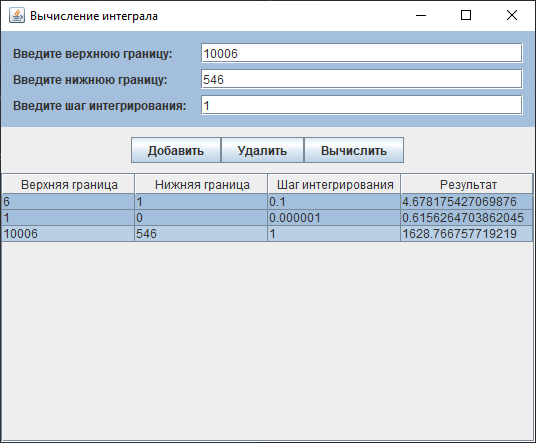 Вычисление интеграла
Введите верхнюю границу: 10006
Введите нижнюю границу: 546
Введите шаг интегрирования: 1
Добавить Удалить Вычислить
Верхняя граница Нижняя граница Шаг интегрирования Результат
6 1 0.1 4.678175427069876
1 0 0.000001 0.6156264703862045
10006 546 1 1628.766757719219